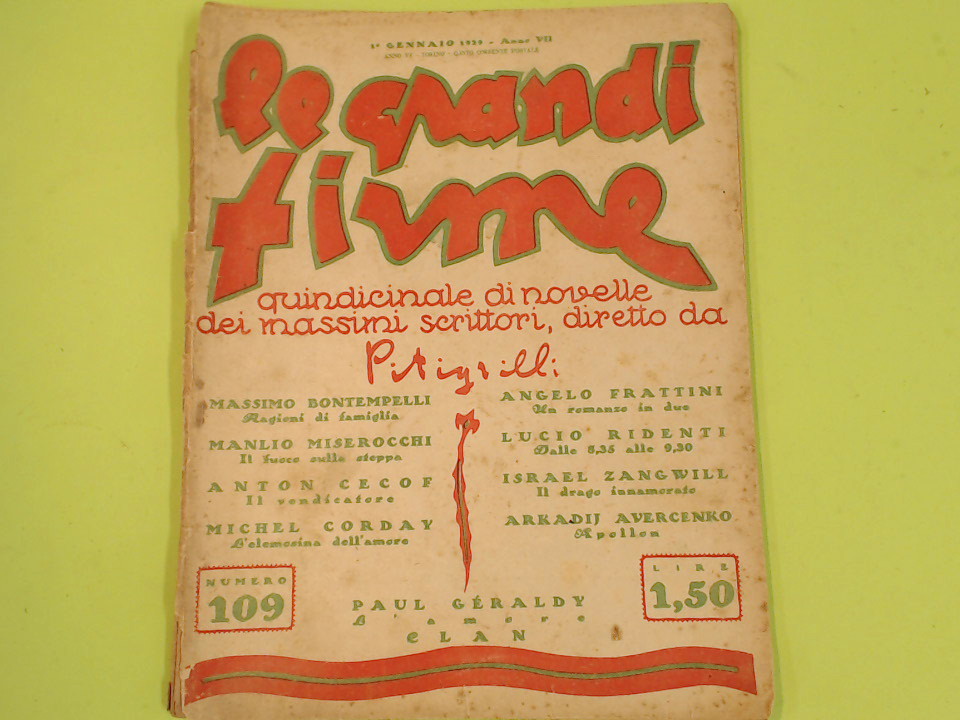 1° GENNAIO 1929 - Anno VII
le grandi
firme
quindicinale di novelle
dei massimi scrittori, diretto da
Pitigrilli
MASSIMO BONTEMPELLI
Ragioni di famiglia
MANLIO MISEROCCHI
Il fuoco sulla steppa
ANTON CECOF
Il vendicatore
MICHEL CORDAY
L'elemosina dell'amore
ANGELO FRATTINI
Un romanzo in due
LUCIO RIDENTI
Dalle 8,35 alle 9,30
ISRAEL ZANGWILL
Il drago innamorato
ARKADIJ AVERCENKO
Apollon
NUMERO
109
PAUL GÉRALDY
L'amore
CLAN
LIRE
1,50